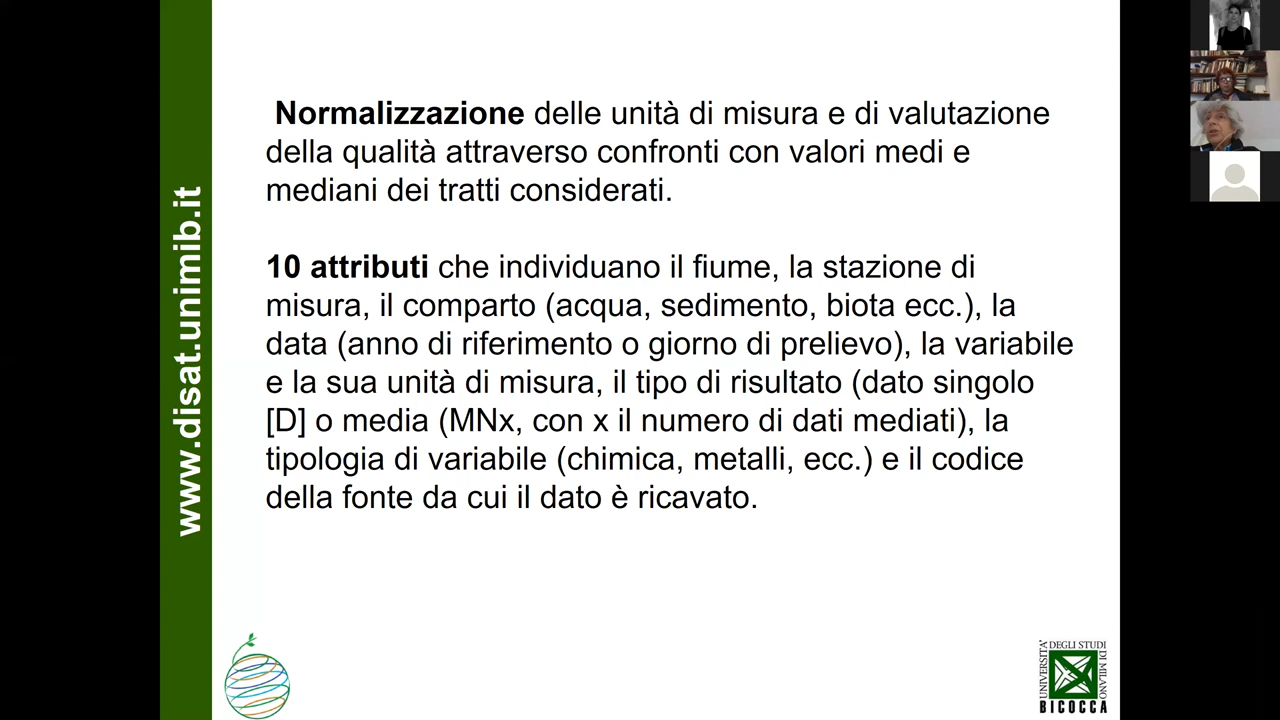 www.disat.unimib.it
Normalizzazione delle unità di misura e di valutazione
della qualità attraverso confronti con valori medi e
mediani dei tratti considerati.
10 attributi che individuano il fiume, la stazione di
misura, il comparto (acqua, sedimento, biota ecc.), la
data (anno di riferimento o giorno di prelievo), la variabile
e la sua unità di misura, il tipo di risultato (dato singolo
[D] o media (MNx, con x il numero di dati mediati), la
tipologia di variabile (chimica, metalli, ecc.) e il codice
della fonte da cui il dato è ricavato.
UNIVERSITA' DEGLI STUDI DI MILANO
BICOCCA